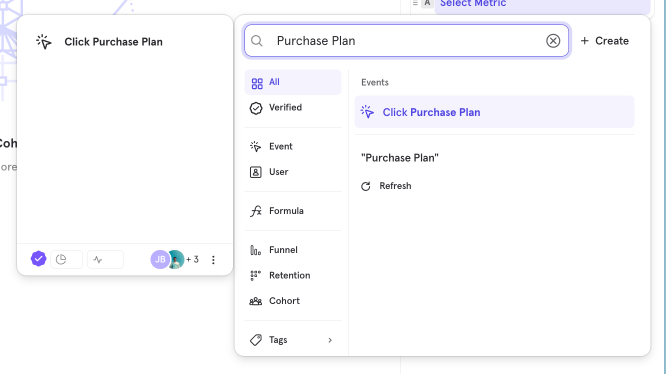 A Select Metric
Click Purchase Plan
Coh
ore
JB
+ 3
Purchase Plan
+ Create
All
Verified
Event
User
Formula
Funnel
Retention
Cohort
Tags
Events
Click Purchase Plan
"Purchase Plan"
Refresh